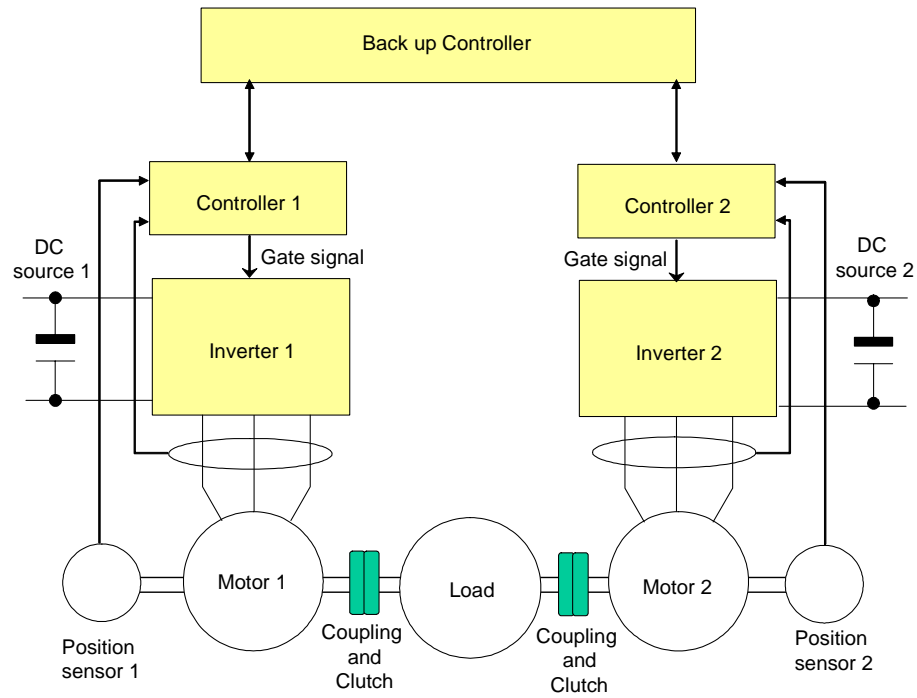 Back up Controller
Controller 1
Controller 2
Gate signal
Gate signal
DC
source 1
DC
source 2
Inverter 1
Inverter 2
Motor 1
Load
Motor 2
Position
sensor 1
Coupling
and
Clutch
Coupling
and
Clutch
Position
sensor 2